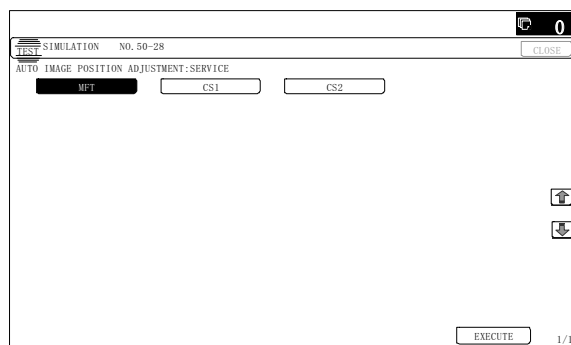 0
TEST SIMULATION NO. 50-28
CLOSE
AUTO IMAGE POSITION ADJUSTMENT:SERVICE
MFT CS1 CS2
EXECUTE 1/1